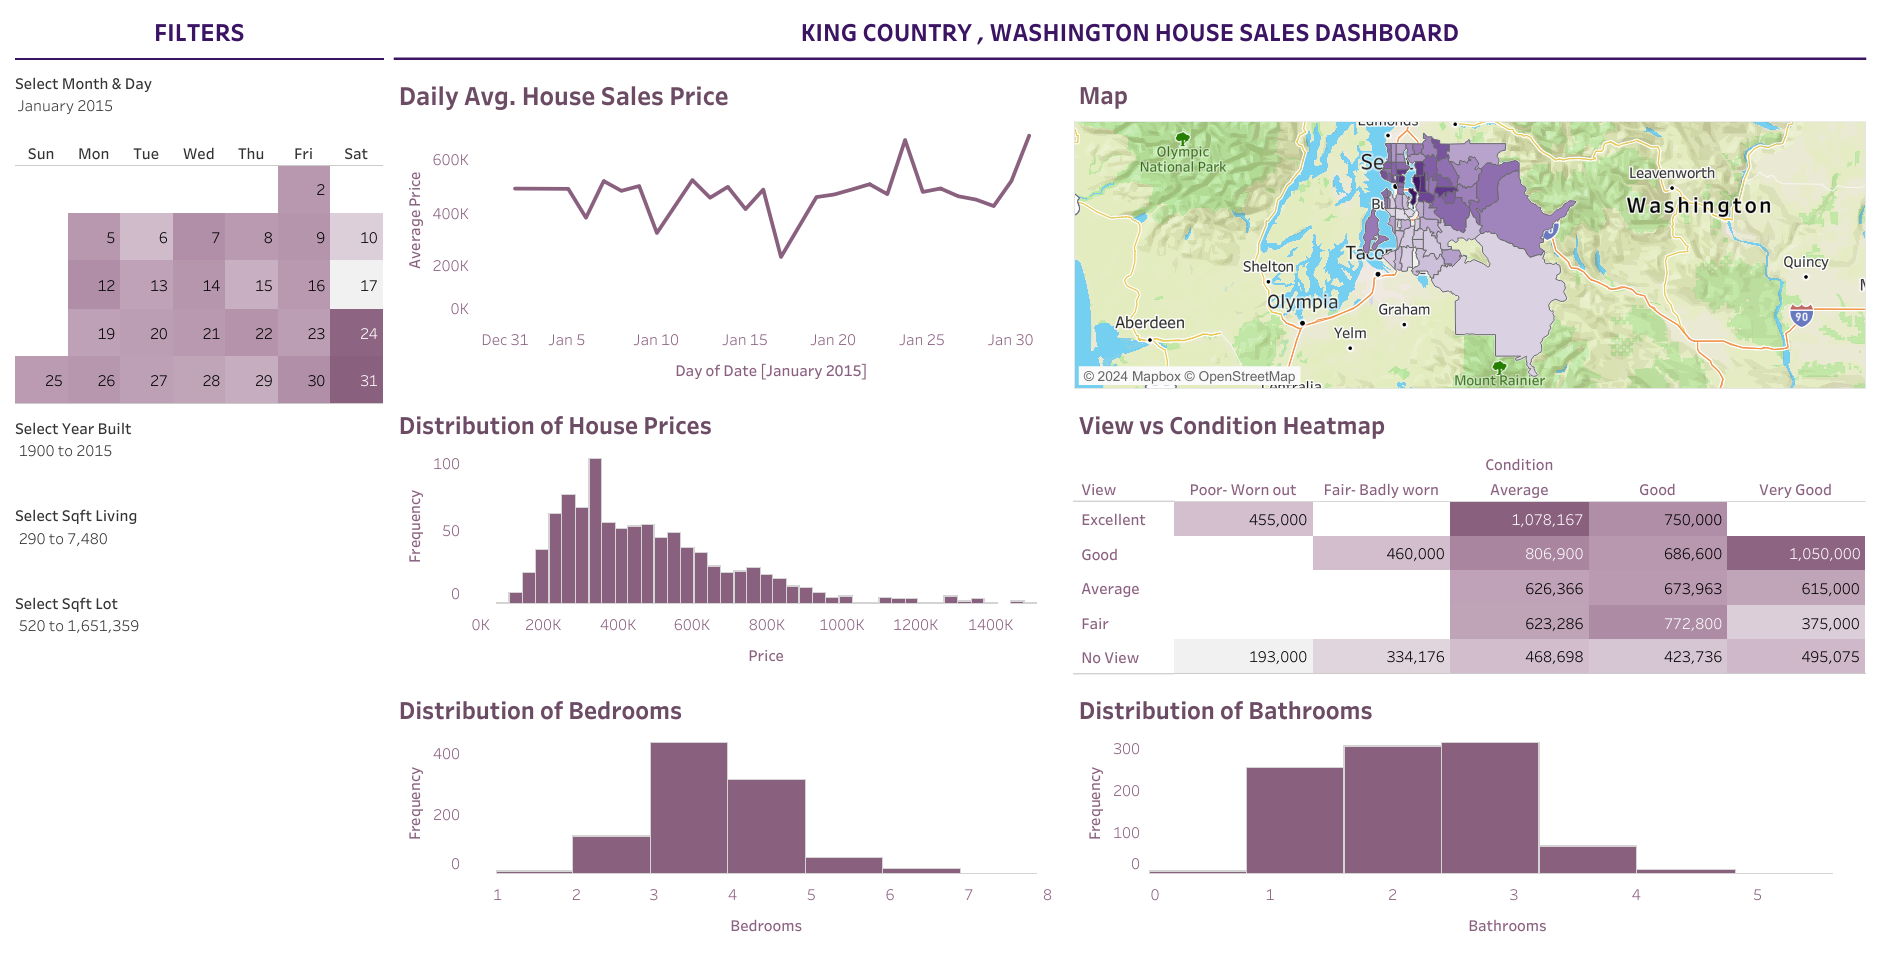 FILTERS
KING COUNTRY , WASHINGTON HOUSE SALES DASHBOARD
Select Month & Day
January 2015
Sun Mon Tue Wed Thu Fri Sat
2
5 6 7 8 9 10
12 13 14 15 16 17
19 20 21 22 23 24
25 26 27 28 29 30 31
Select Year Built
1900 to 2015
Select Sqft Living
290 to 7,480
Select Sqft Lot
520 to 1,651,359
Daily Avg. House Sales Price
Average Price
600K
400K
200K
0K
Dec 31 Jan 5 Jan 10 Jan 15 Jan 20 Jan 25 Jan 30
Day of Date [January 2015]
Map
Olympic
National Park
Se
Bu
Leavenworth
Washington
Taco
Shelton
Quincy
Olympia
Graham
90
Aberdeen
Yelm
Mount Rainier
© 2024 Mapbox © OpenStreetMap
Distribution of House Prices
Frequency
100
50
0
0K 200K 400K 600K 800K 1000K 1200K 1400K
Price
View vs Condition Heatmap
Condition
View Poor- Worn out Fair- Badly worn Average Good Very Good
Excellent 455,000 1,078,167 750,000
Good 460,000 806,900 686,600 1,050,000
Average 626,366 673,963 615,000
Fair 623,286 772,800 375,000
No View 193,000 334,176 468,698 423,736 495,075
Distribution of Bedrooms
Frequency
400
200
0
1 2 3 4 5 6 7 8
Bedrooms
Distribution of Bathrooms
Frequency
300
200
100
0
0 1 2 3 4 5
Bathrooms